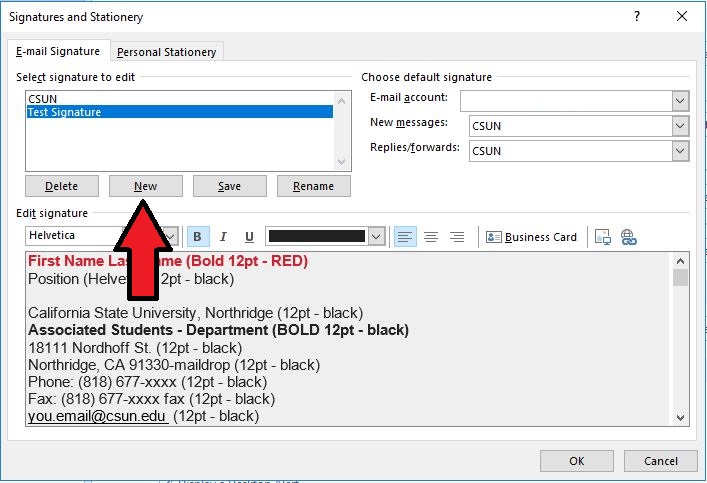 Signatures and Stationery
E-mail Signature Personal Stationery
Select signature to edit
CSUN
Test Signature
Delete New Save Rename
Choose default signature
E-mail account:
New messages: CSUN
Replies/forwards: CSUN
Edit signature
Helvetica B I U Business Card
First Name Las ame (Bold 12pt - RED)
Position (Helve 2pt - black)
California State University, Northridge (12pt - black)
Associated Students - Department (BOLD 12pt - black)
18111 Nordhoff St. (12pt - black)
Northridge, CA 91330-maildrop (12pt - black)
Phone: (818) 677-xxxx (12pt - black)
Fax: (818) 677-xxxx fax (12pt - black)
you.email@csun.edu (12pt - black)
OK Cancel